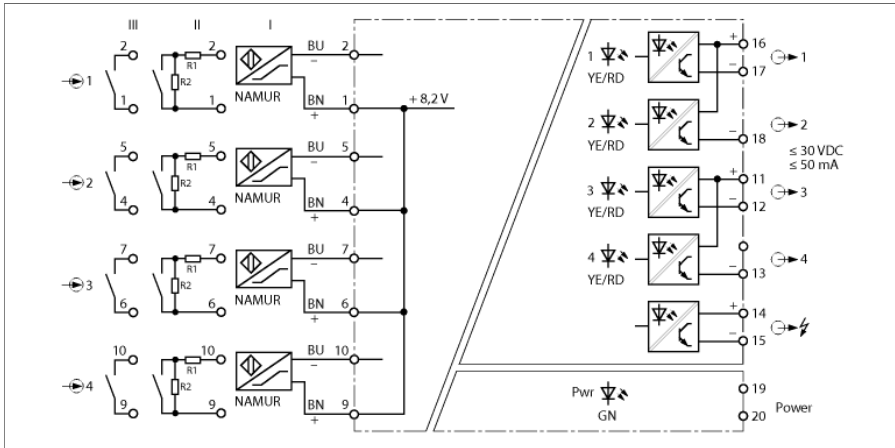 III II I
2 2 BU 2
R1 −
R2
1 1 NAMUR BN 1 + 8,2 V
1 +
5 5 BU 5
R1 −
R2
2
4 4 NAMUR BN 4
+
7 7 BU 7
R1 −
R2
3
6 6 NAMUR BN 6
+
10 10 BU 10
R1 −
R2
4
9 9 NAMUR BN 9
+
1 + 16 1
YE/RD − 17
2 2
YE/RD − 18
≤ 30 VDC
≤ 50 mA
3 + 11
YE/RD − 12 3
4 4
YE/RD − 13
+ 14
− 15
Pwr 19
GN 20 Power